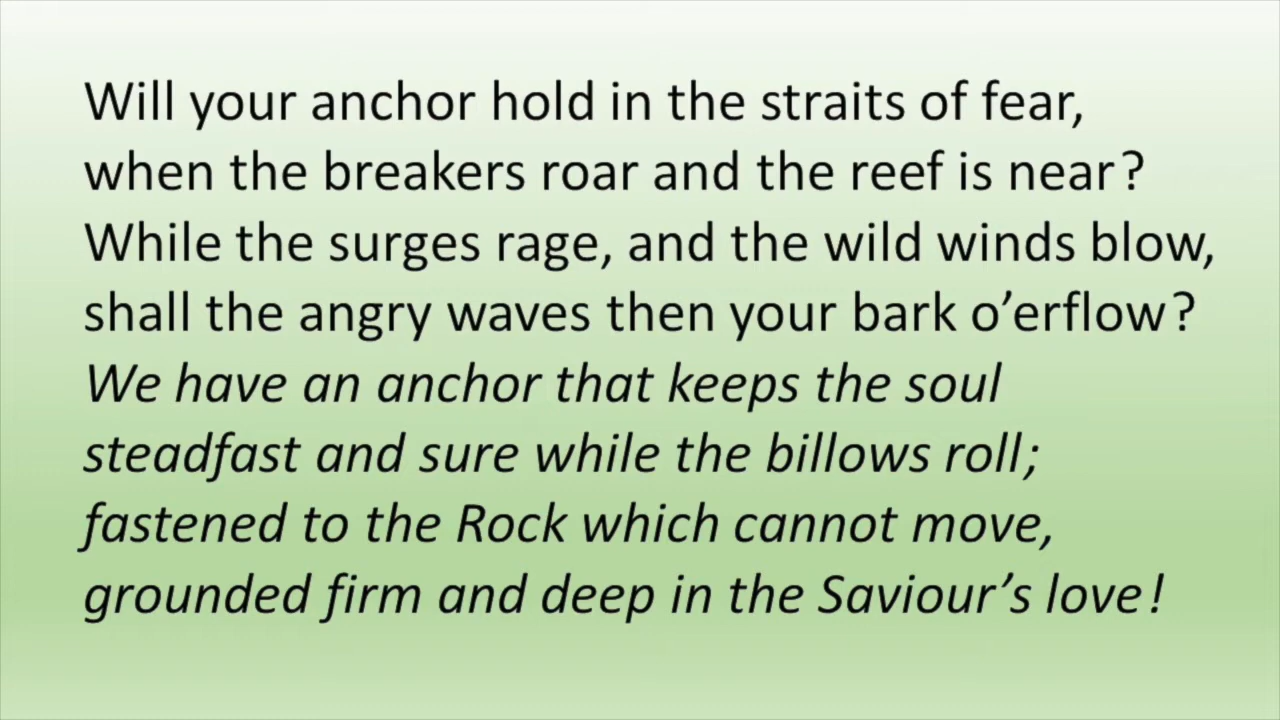 Will your anchor hold in the straits of fear,
when the breakers roar and the reef is near?
While the surges rage, and the wild winds blow,
shall the angry waves then your bark o’erflow?
We have an anchor that keeps the soul
steadfast and sure while the billows roll;
fastened to the Rock which cannot move,
grounded firm and deep in the Saviour’s love!